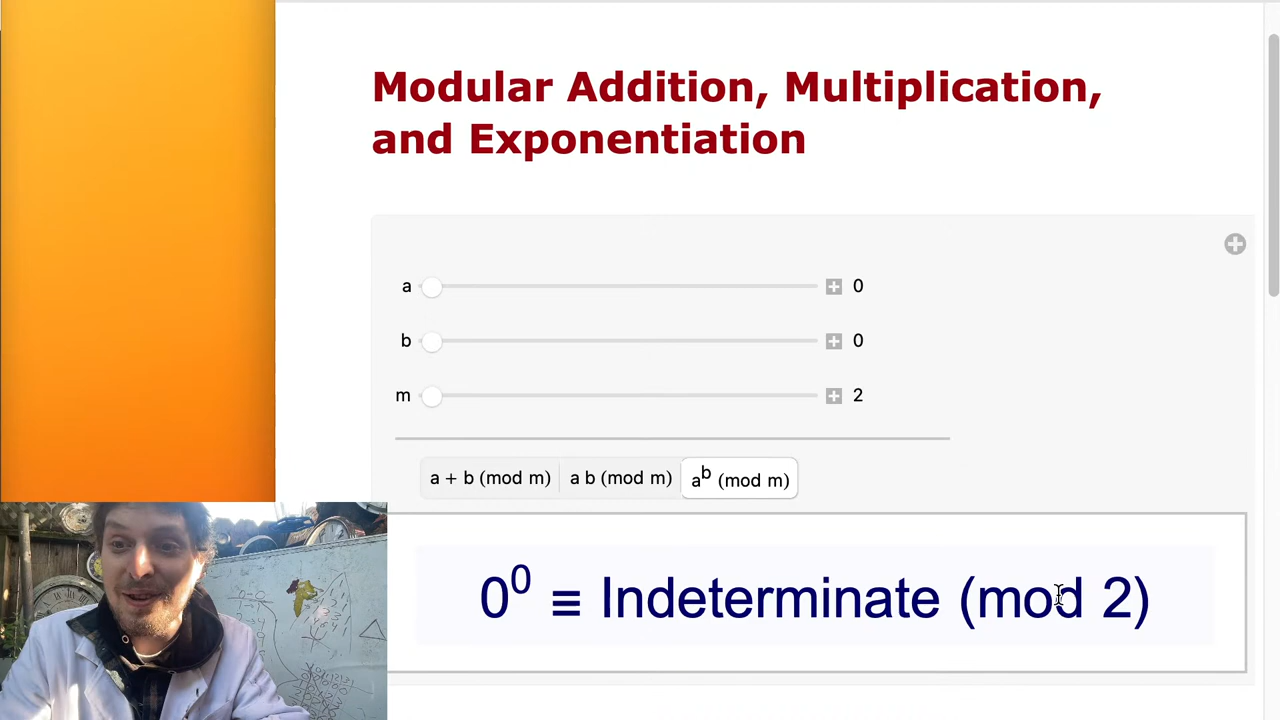 Modular Addition, Multiplication,
and Exponentiation
a 0
b 0
m 2
a + b (mod m) a b (mod m) a^b (mod m)
0^0 ≡ Indeterminate (mod 2)